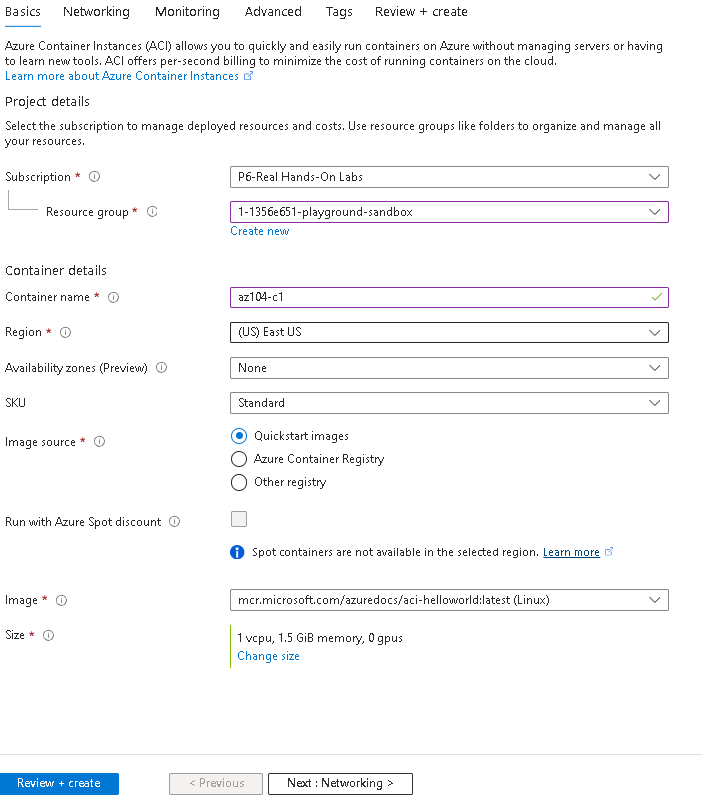 Basics Networking Monitoring Advanced Tags Review + create
Azure Container Instances (ACI) allows you to quickly and easily run containers on Azure without managing servers or having
to learn new tools. ACI offers per-second billing to minimize the cost of running containers on the cloud.
Learn more about Azure Container Instances
Project details
Select the subscription to manage deployed resources and costs. Use resource groups like folders to organize and manage all
your resources.
Subscription * P6-Real Hands-On Labs
Resource group * 1-1356e651-playground-sandbox
Create new
Container details
Container name * az104-c1
Region * (US) East US
Availability zones (Preview) None
SKU Standard
Image source * Quickstart images
Azure Container Registry
Other registry
Run with Azure Spot discount
Spot containers are not available in the selected region. Learn more
Image * mcr.microsoft.com/azuredocs/aci-helloworld:latest (Linux)
Size * 1 vcpu, 1.5 GiB memory, 0 gpus
Change size
Review + create < Previous Next : Networking >